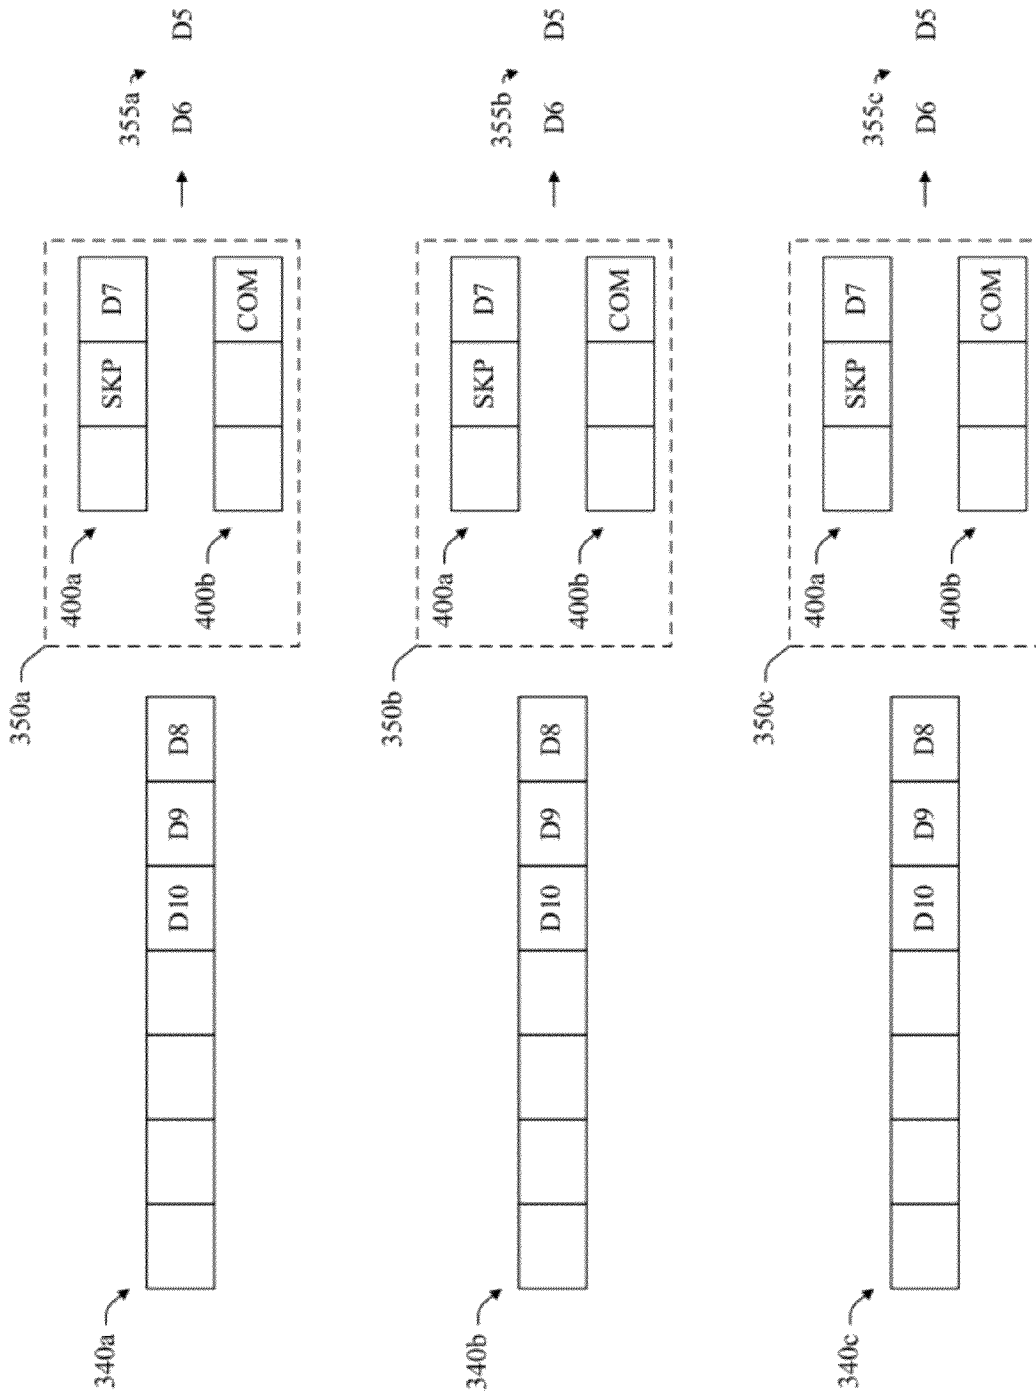 350a
400a
SKP D7
340a 355a
D10 D9 D8 D6 D5
400b
COM
350b
400a
SKP D7
340b 355b
D10 D9 D8 D6 D5
400b
COM
350c
400a
SKP D7
340c 355c
D10 D9 D8 D6 D5
400b
COM